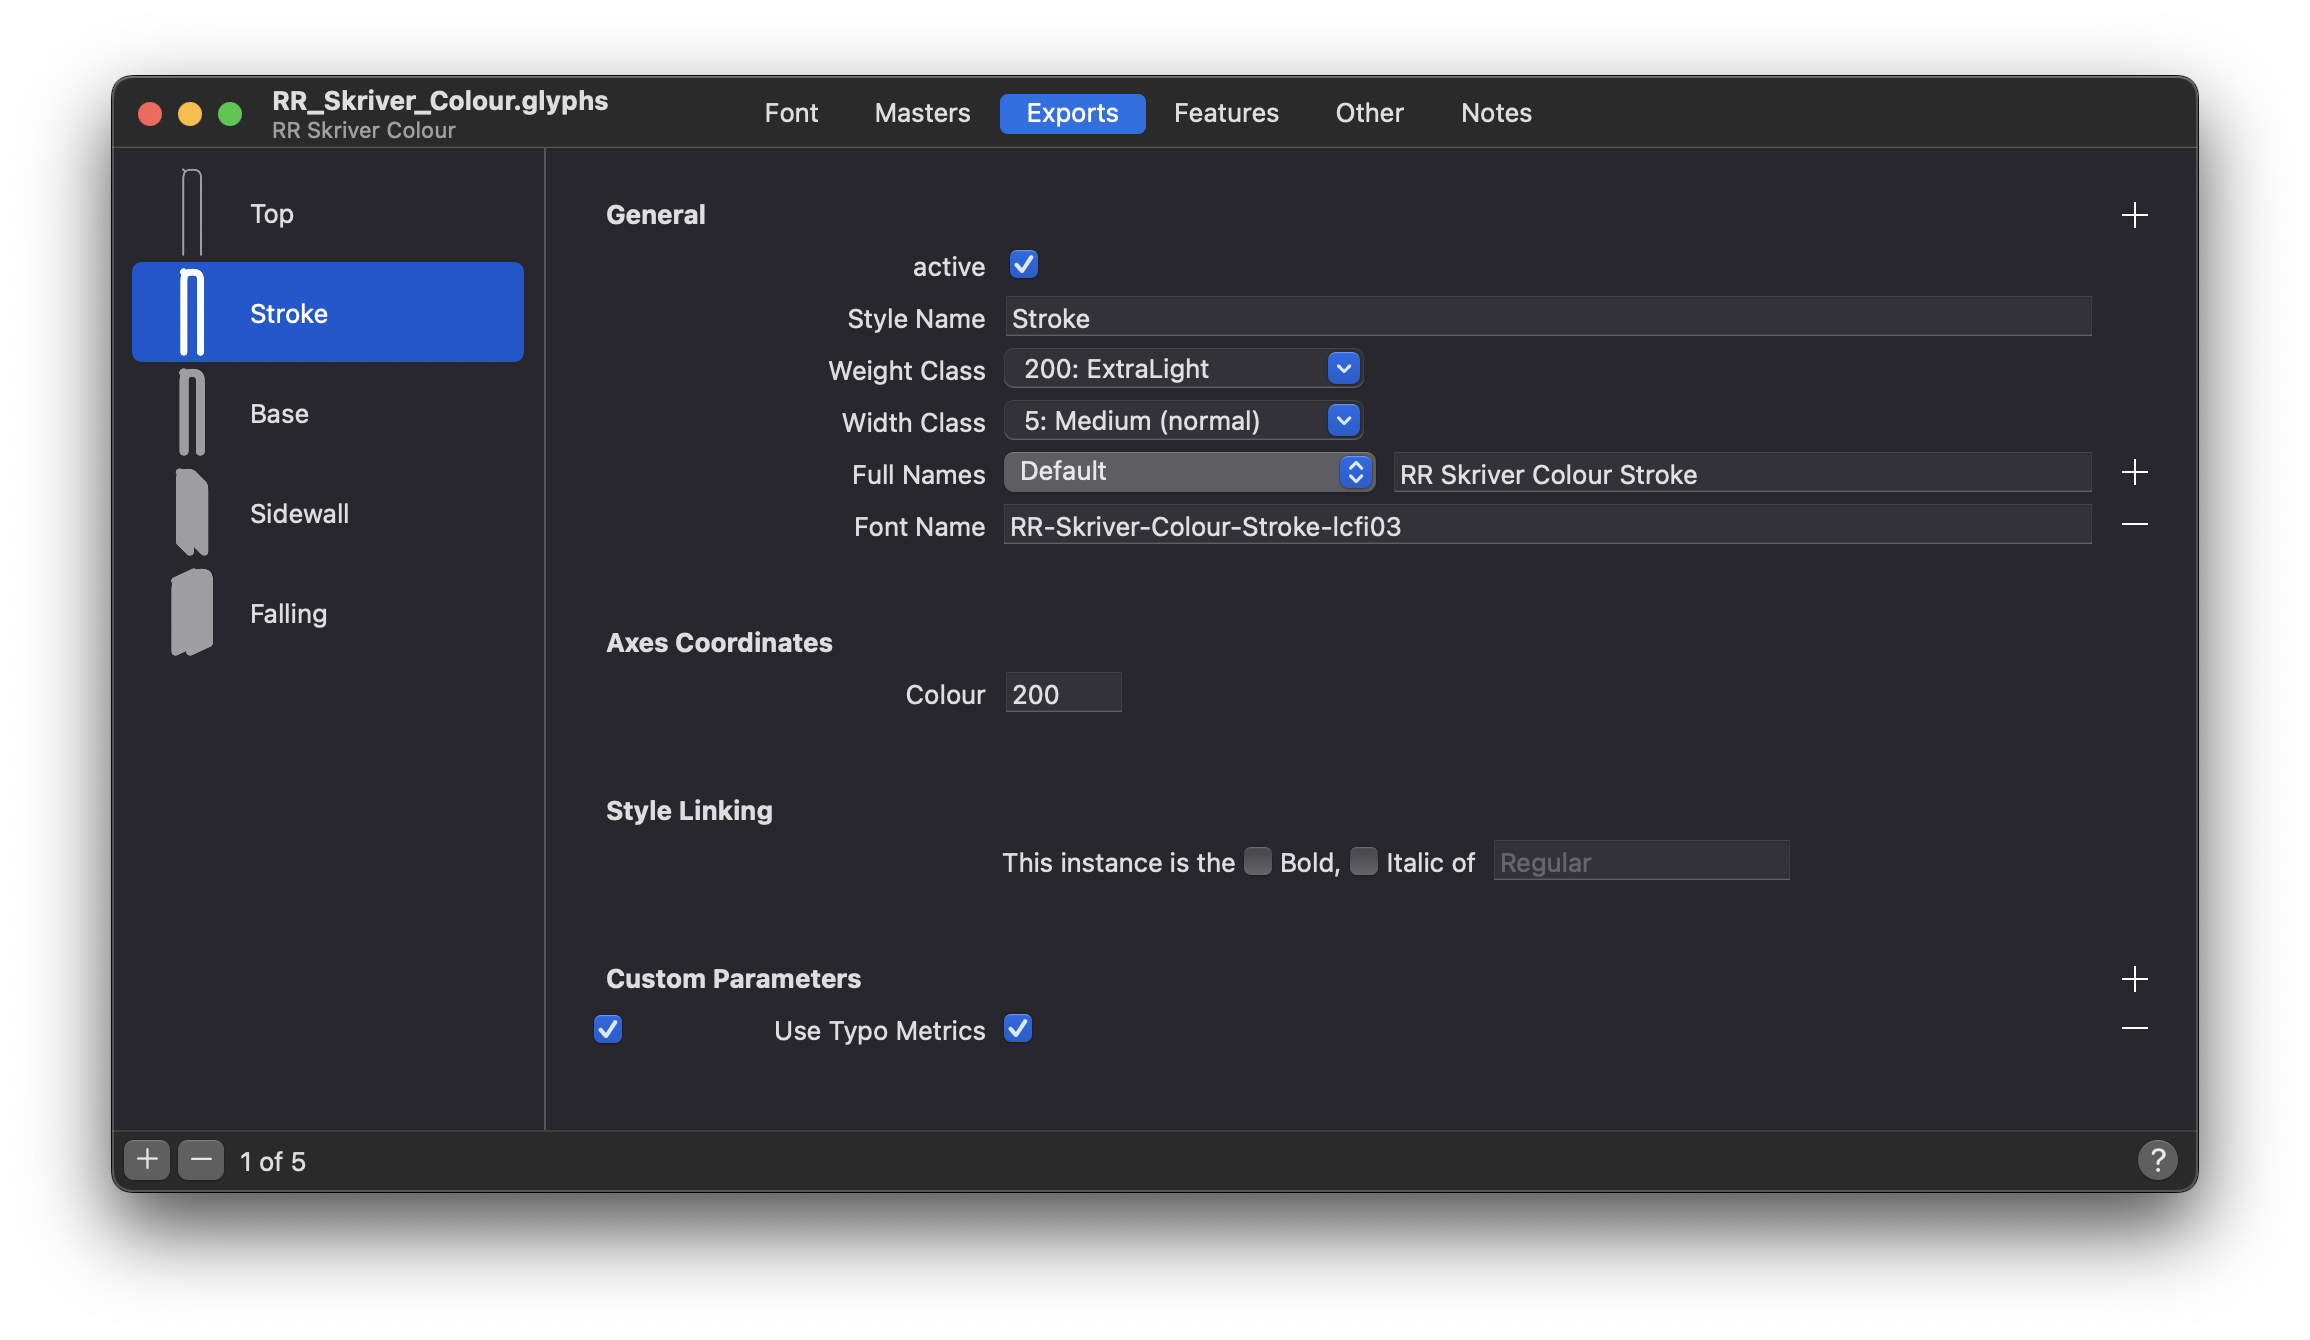 RR_Skriver_Colour.glyphs
RR Skriver Colour
Font Masters Exports Features Other Notes
Top
Stroke
Base
Sidewall
Falling
General
active
Style Name Stroke
Weight Class 200: ExtraLight
Width Class 5: Medium (normal)
Full Names Default RR Skriver Colour Stroke
Font Name RR-Skriver-Colour-Stroke-lcfi03
Axes Coordinates
Colour 200
Style Linking
This instance is the Bold, Italic of Regular
Custom Parameters
Use Typo Metrics
1 of 5
?